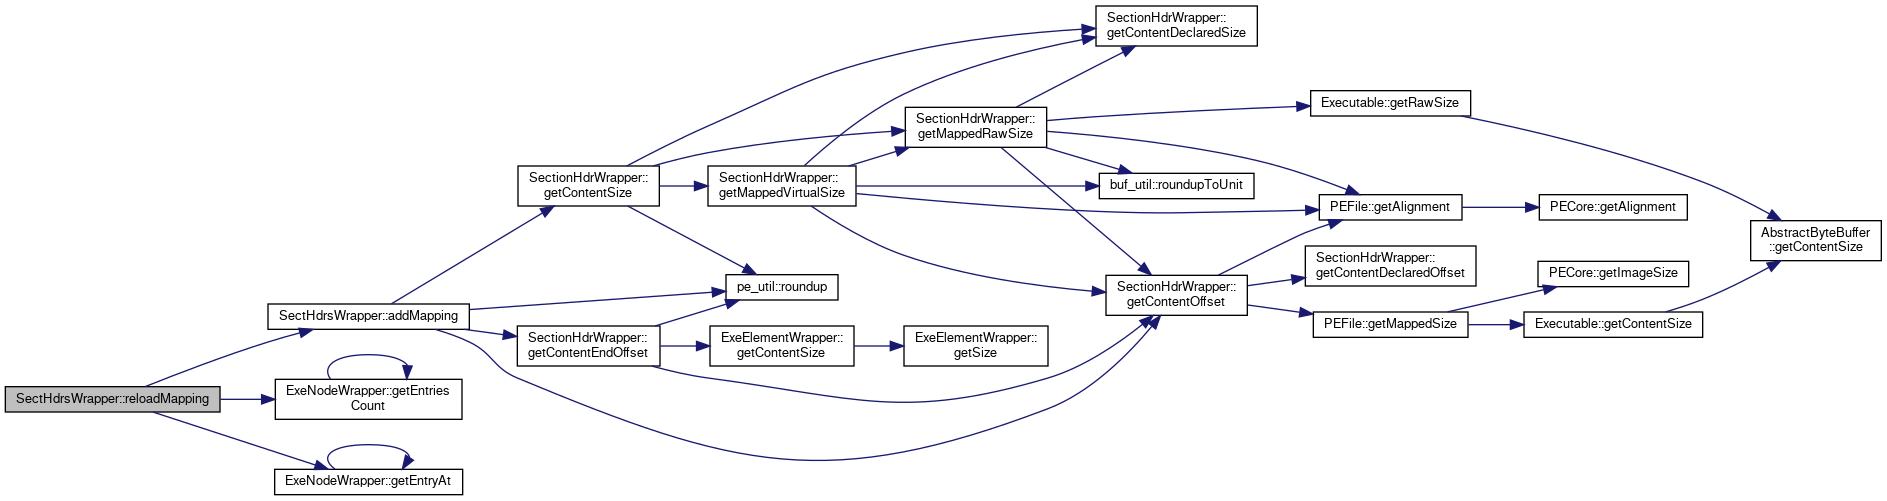 SectionHdrWrapper::
getContentDeclaredSize
Executable::getRawSize
SectionHdrWrapper::
getMappedRawSize
SectionHdrWrapper::
getContentSize
SectionHdrWrapper::
getMappedVirtualSize
buf_util::roundupToUnit
PEFile::getAlignment
PECore::getAlignment
AbstractByteBuffer
::getContentSize
SectionHdrWrapper::
getContentDeclaredOffset
PECore::getImageSize
pe_util::roundup
SectionHdrWrapper::
getContentOffset
SectHdrsWrapper::addMapping
PEFile::getMappedSize
Executable::getContentSize
SectionHdrWrapper::
getContentEndOffset
ExeElementWrapper::
getContentSize
ExeElementWrapper::
getSize
SectHdrsWrapper::reloadMapping
ExeNodeWrapper::getEntries
Count
ExeNodeWrapper::getEntryAt